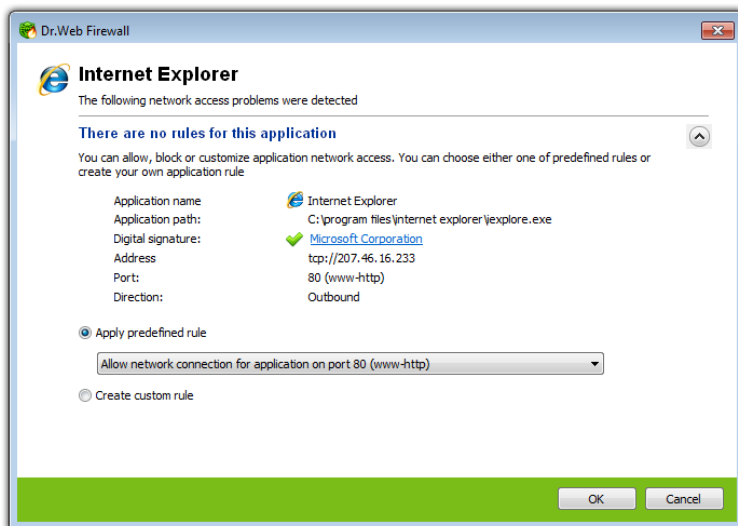 Dr.Web Firewall
Internet Explorer
The following network access problems were detected
There are no rules for this application
You can allow, block or customize application network access. You can choose either one of predefined rules or
create your own application rule
Application name Internet Explorer
Application path: C:\program files\internet explorer\iexplore.exe
Digital signature: Microsoft Corporation
Address tcp://207.46.16.233
Port: 80 (www-http)
Direction: Outbound
Apply predefined rule
Allow network connection for application on port 80 (www-http)
Create custom rule
OK Cancel